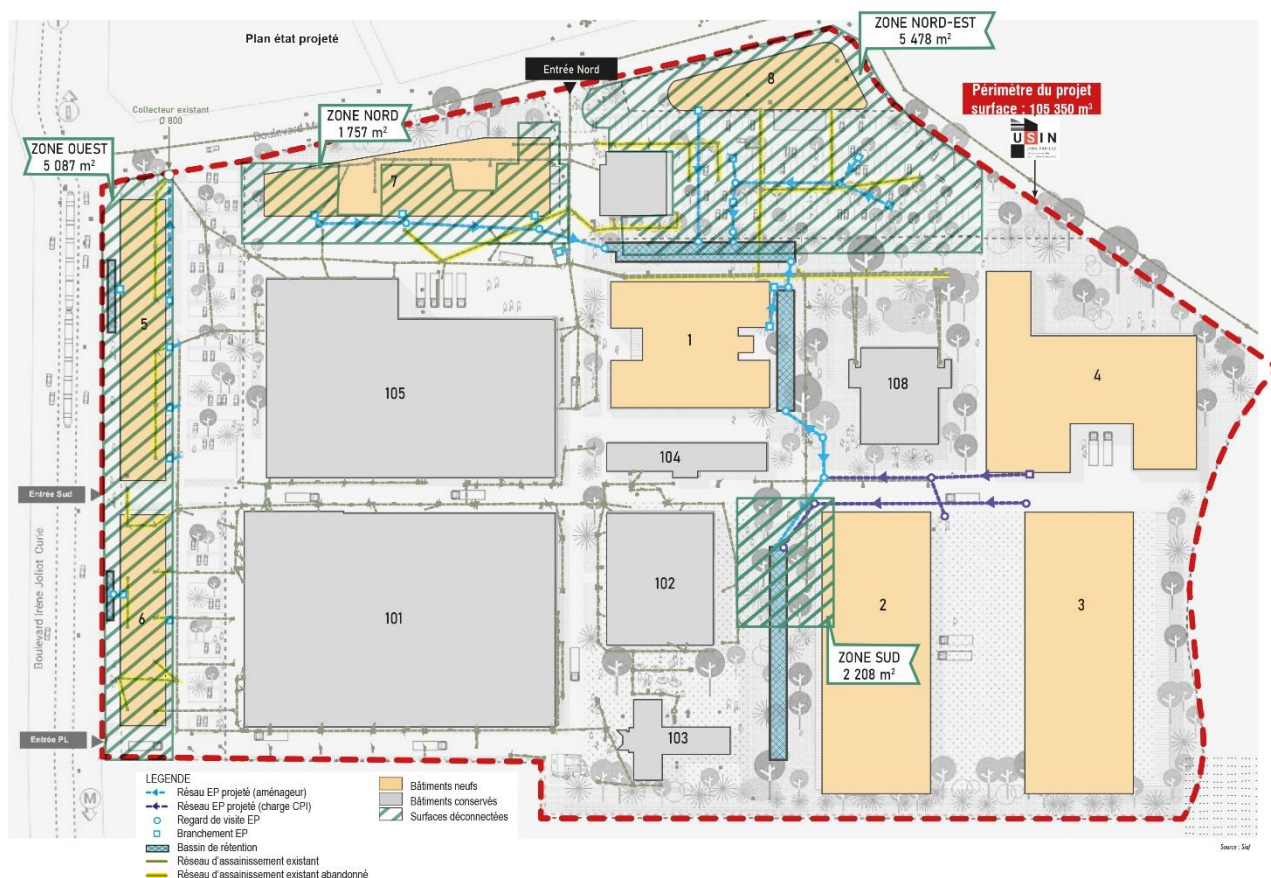 Plan état projeté
ZONE NORD-EST
5 478 m²
Entrée Nord
Périmètre du projet
surface : 105 350 m³
USIN
Collecteur existant
O 800
ZONE NORD
1 757 m²
Boulevard M
ZONE OUEST
5 087 m²
8
7
5
1
105
108
4
104
Entrée Sud
Boulevard Irène Joliot Curie
6
101
102
2
3
ZONE SUD
2 208 m²
Entrée PL
103
M
LEGENDE
Résau EP projeté (aménageur)
Réseau EP projeté (charge CPI)
Regard de visite EP
Branchement EP
Bassin de rétention
Réseau d'assainissement existant
Réseau d'assainissement existant abandonné
Bâtiments neufs
Bâtiments conservés
Surfaces déconnectées